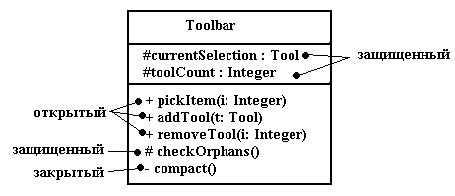 Toolbar
#currentSelection : Tool
защищенный
#toolCount : Integer
+ pickItem(i: Integer)
открытый
+ addTool(t: Tool)
+ removeTool(i: Integer)
защищенный
# checkOrphans()
закрытый
- compact()